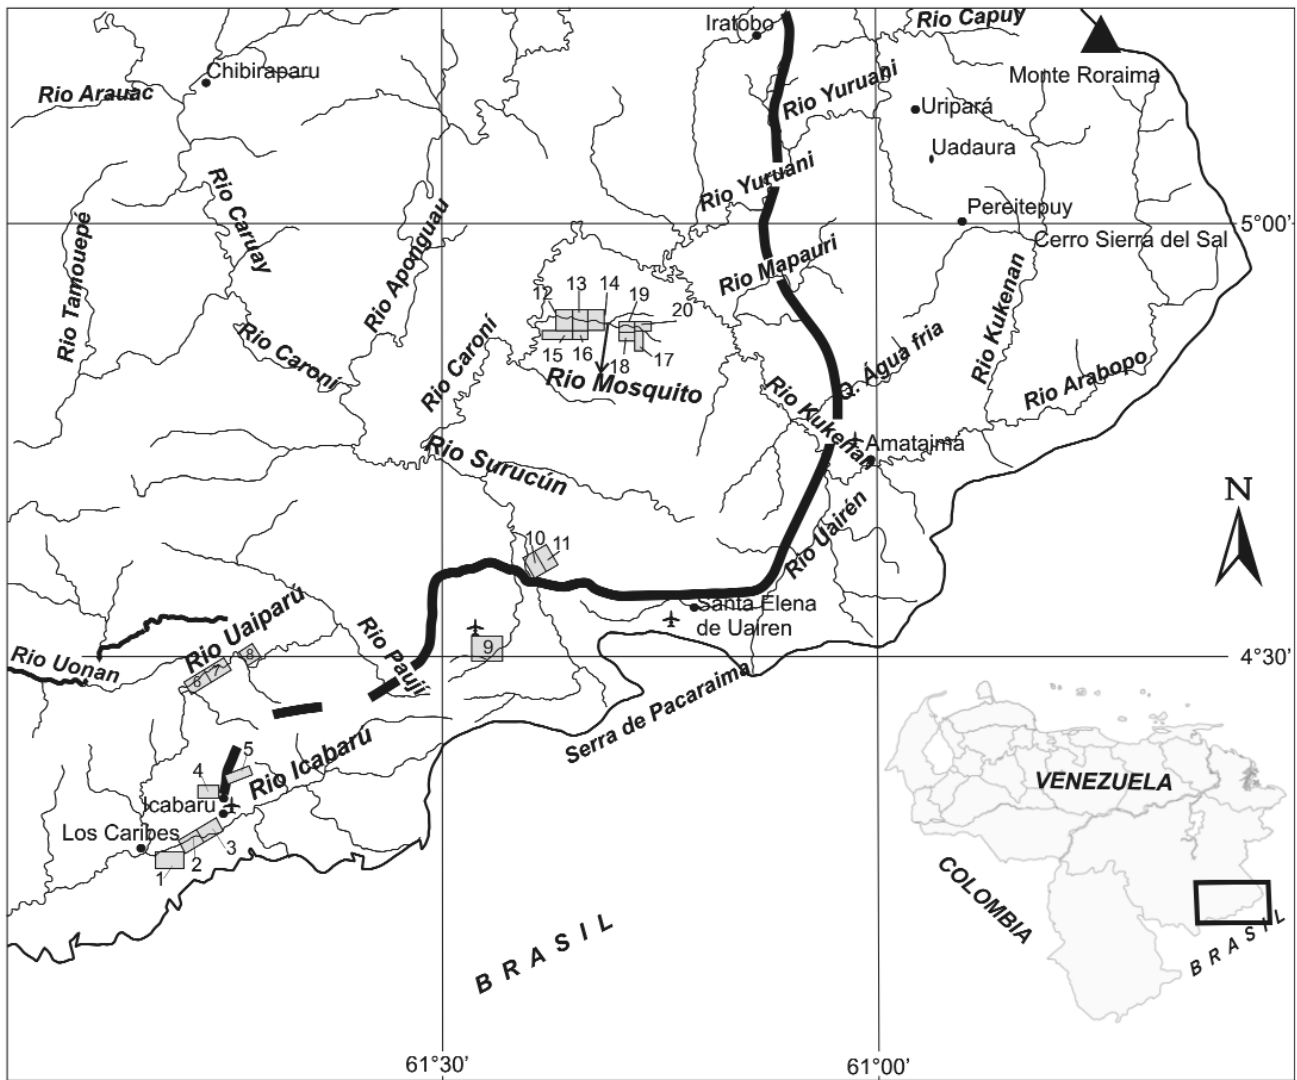 Iratobo
Rio Capuy
Chibiraparu
Rio Arauac
Monte Roraima
Rio Yuruani
Uripará
Uadaura
Rio Yuruani
Rio Caruay
Rio Tamouepé
Rio Aponguau
Pereitepuy
5°00’
Cerro Sierra del Sal
Rio Mapauri
Rio Kukenan
12
13
14
19
20
15
16
18
18
17
Rio Caroní
Rio Caroní
Rio Mosquito
Q. Água fria
Rio Kukenan
Rio Arabopo
Amataima
Rio Surucún
N
10
11
Rio Uairén
Santa Elena
de Uairen
Rio Uaiparú
Rio Paují
9
Rio Uonan
6
7
8
4°30’
Serra de Pacaraima
Rio Icabarú
4
5
Icabaru
Los Caribes
1
2
3
VENEZUELA
COLOMBIA
BRASIL
BRASIL
61°30’
61°00’